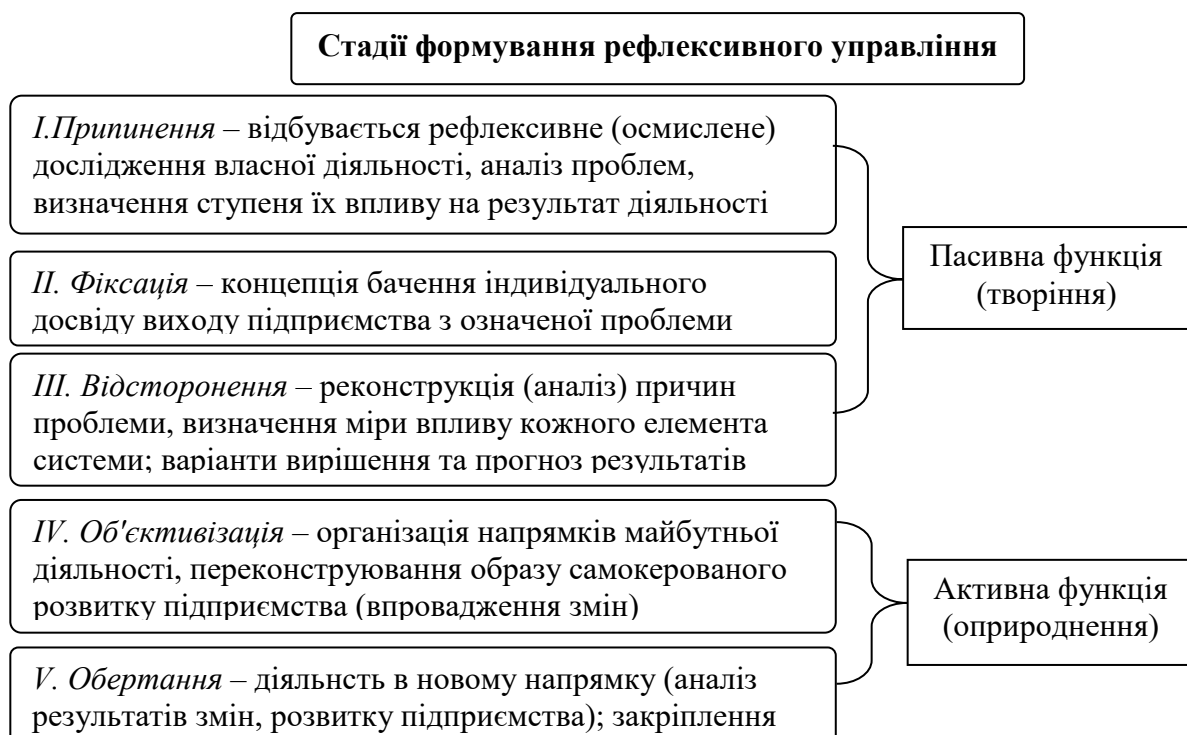 Стадії формування рефлексивного управління
І.Припинення – відбувається рефлексивне (осмислене)
дослідження власної діяльності, аналіз проблем,
визначення ступеня їх впливу на результат діяльності
ІІ. Фіксація – концепція бачення індивідуального
досвіду виходу підприємства з означеної проблеми
ІІІ. Відсторонення – реконструкція (аналіз) причин
проблеми, визначення міри впливу кожного елемента
системи; варіанти вирішення та прогноз результатів
Пасивна функція
(творіння)
IV. Об'єктивізація – організація напрямків майбутньої
діяльності, переконструювання образу самокерованого
розвитку підприємства (впровадження змін)
V. Обертання – діяльнсть в новому напрямку (аналіз
результатів змін, розвитку підприємства); закріплення
Активна функція
(оприроднення)